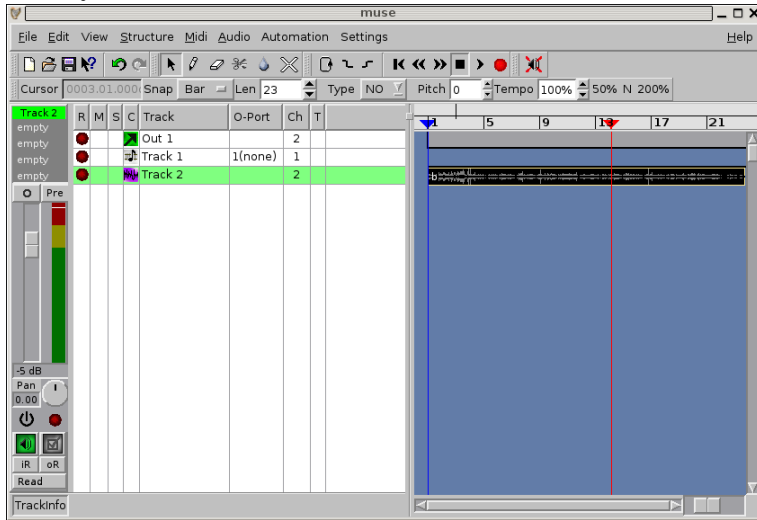 muse
File Edit View Structure Midi Audio Automation Settings Help
Cursor 0003.01.000 Snap Bar Len 23 Type NO Pitch 0 Tempo 100% 50% N 200%
Track 2 R M S C Track O-Port Ch T 1 5 9 13 17 21
empty
empty Out 1 2
empty Track 1 1(none) 1
empty Track 2 2 b
O Pre
-5 dB
Pan
0.00
iR oR
Read
TrackInfo